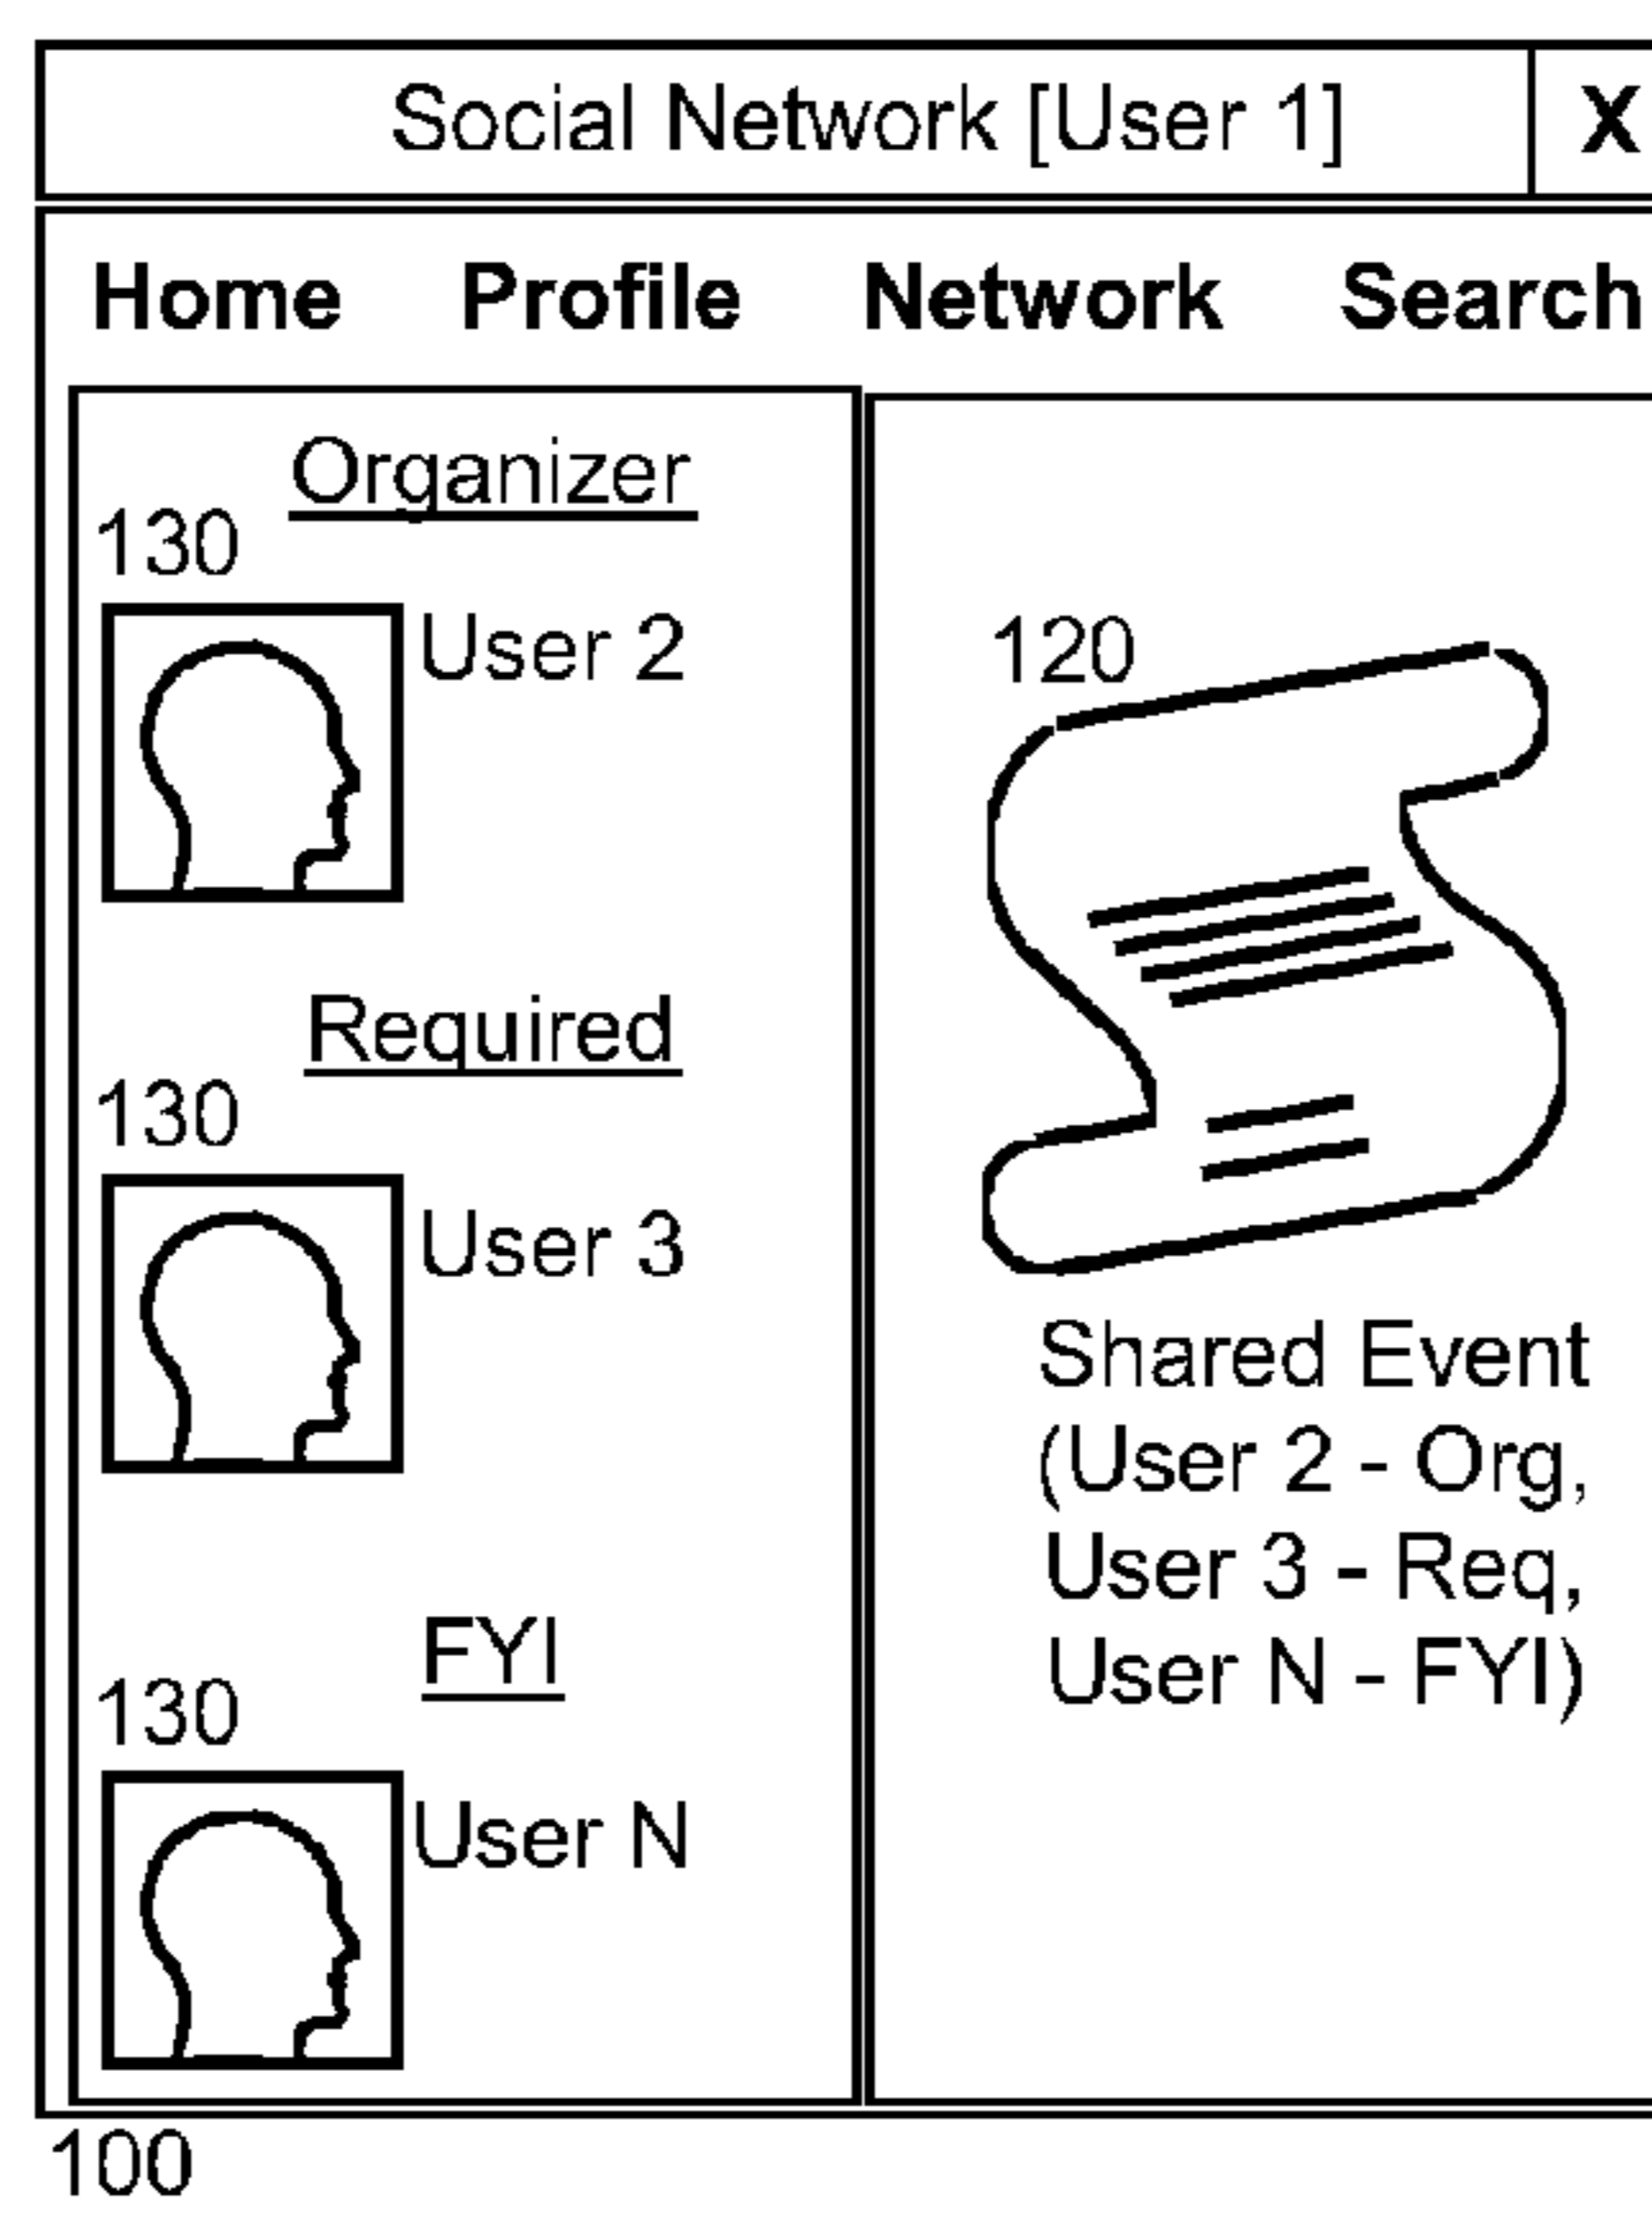 Social Network [User 1] X
Home Profile Network Search
Organizer
130
User 2
Required
130
User 3
FYI
130
User N
120
Shared Event
(User 2 - Org,
User 3 - Req,
User N - FYI)
100